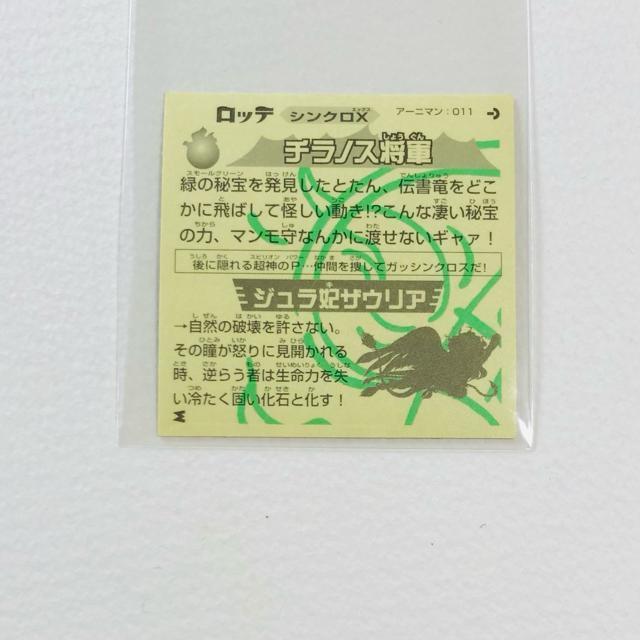 ロッテ シンクロX アーニマン:011
チラノス将軍
緑の秘宝を発見したとたん、伝書竜をどこ
かに飛ばして怪しい動き!?こんな凄い秘宝
の力、マンモ守なんかに渡せないギャァ!
後に隠れる超神のP…仲間を捜してガッシンクロスだ!
ジュラ妃ザウリア
→自然の破壊を許さない。
その瞳が怒りに見開かれる
時、逆らう者は生命力を失
い冷たく固い化石と化す!